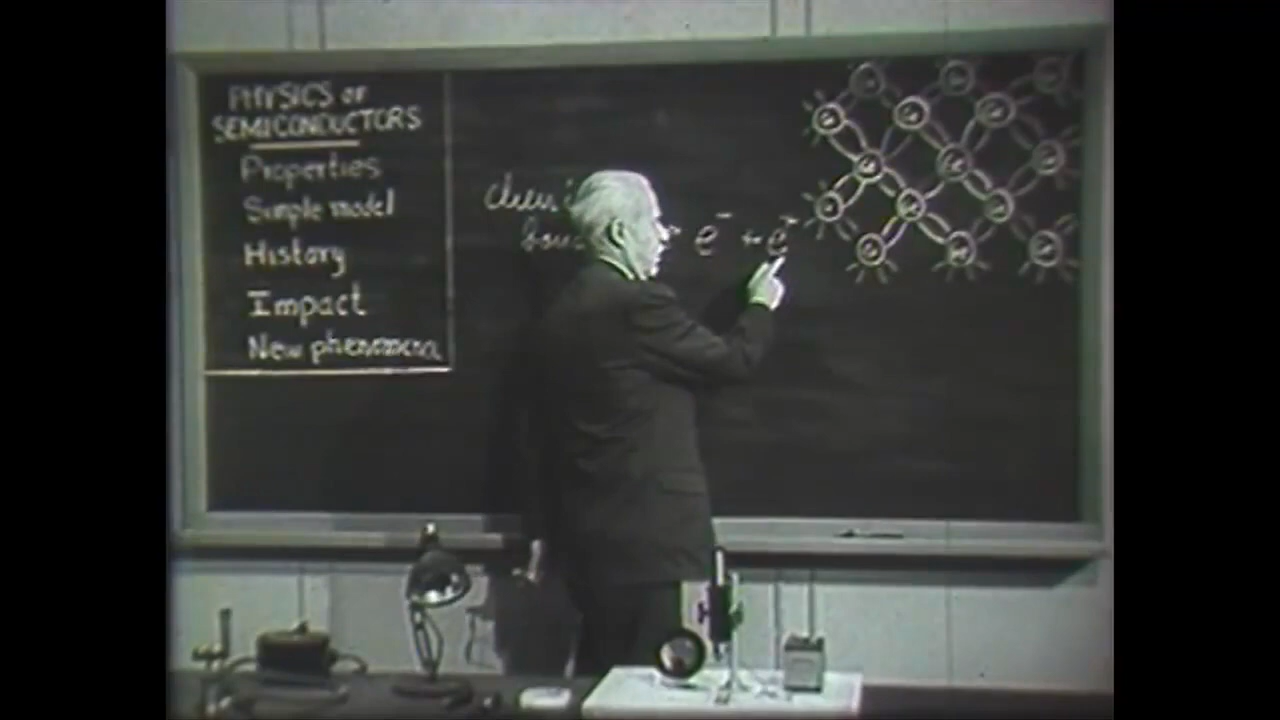 PHYSICS of
SEMICONDUCTORS
Properties
Simple model
History
Impact
New phenomena
e⁻ + e⁺